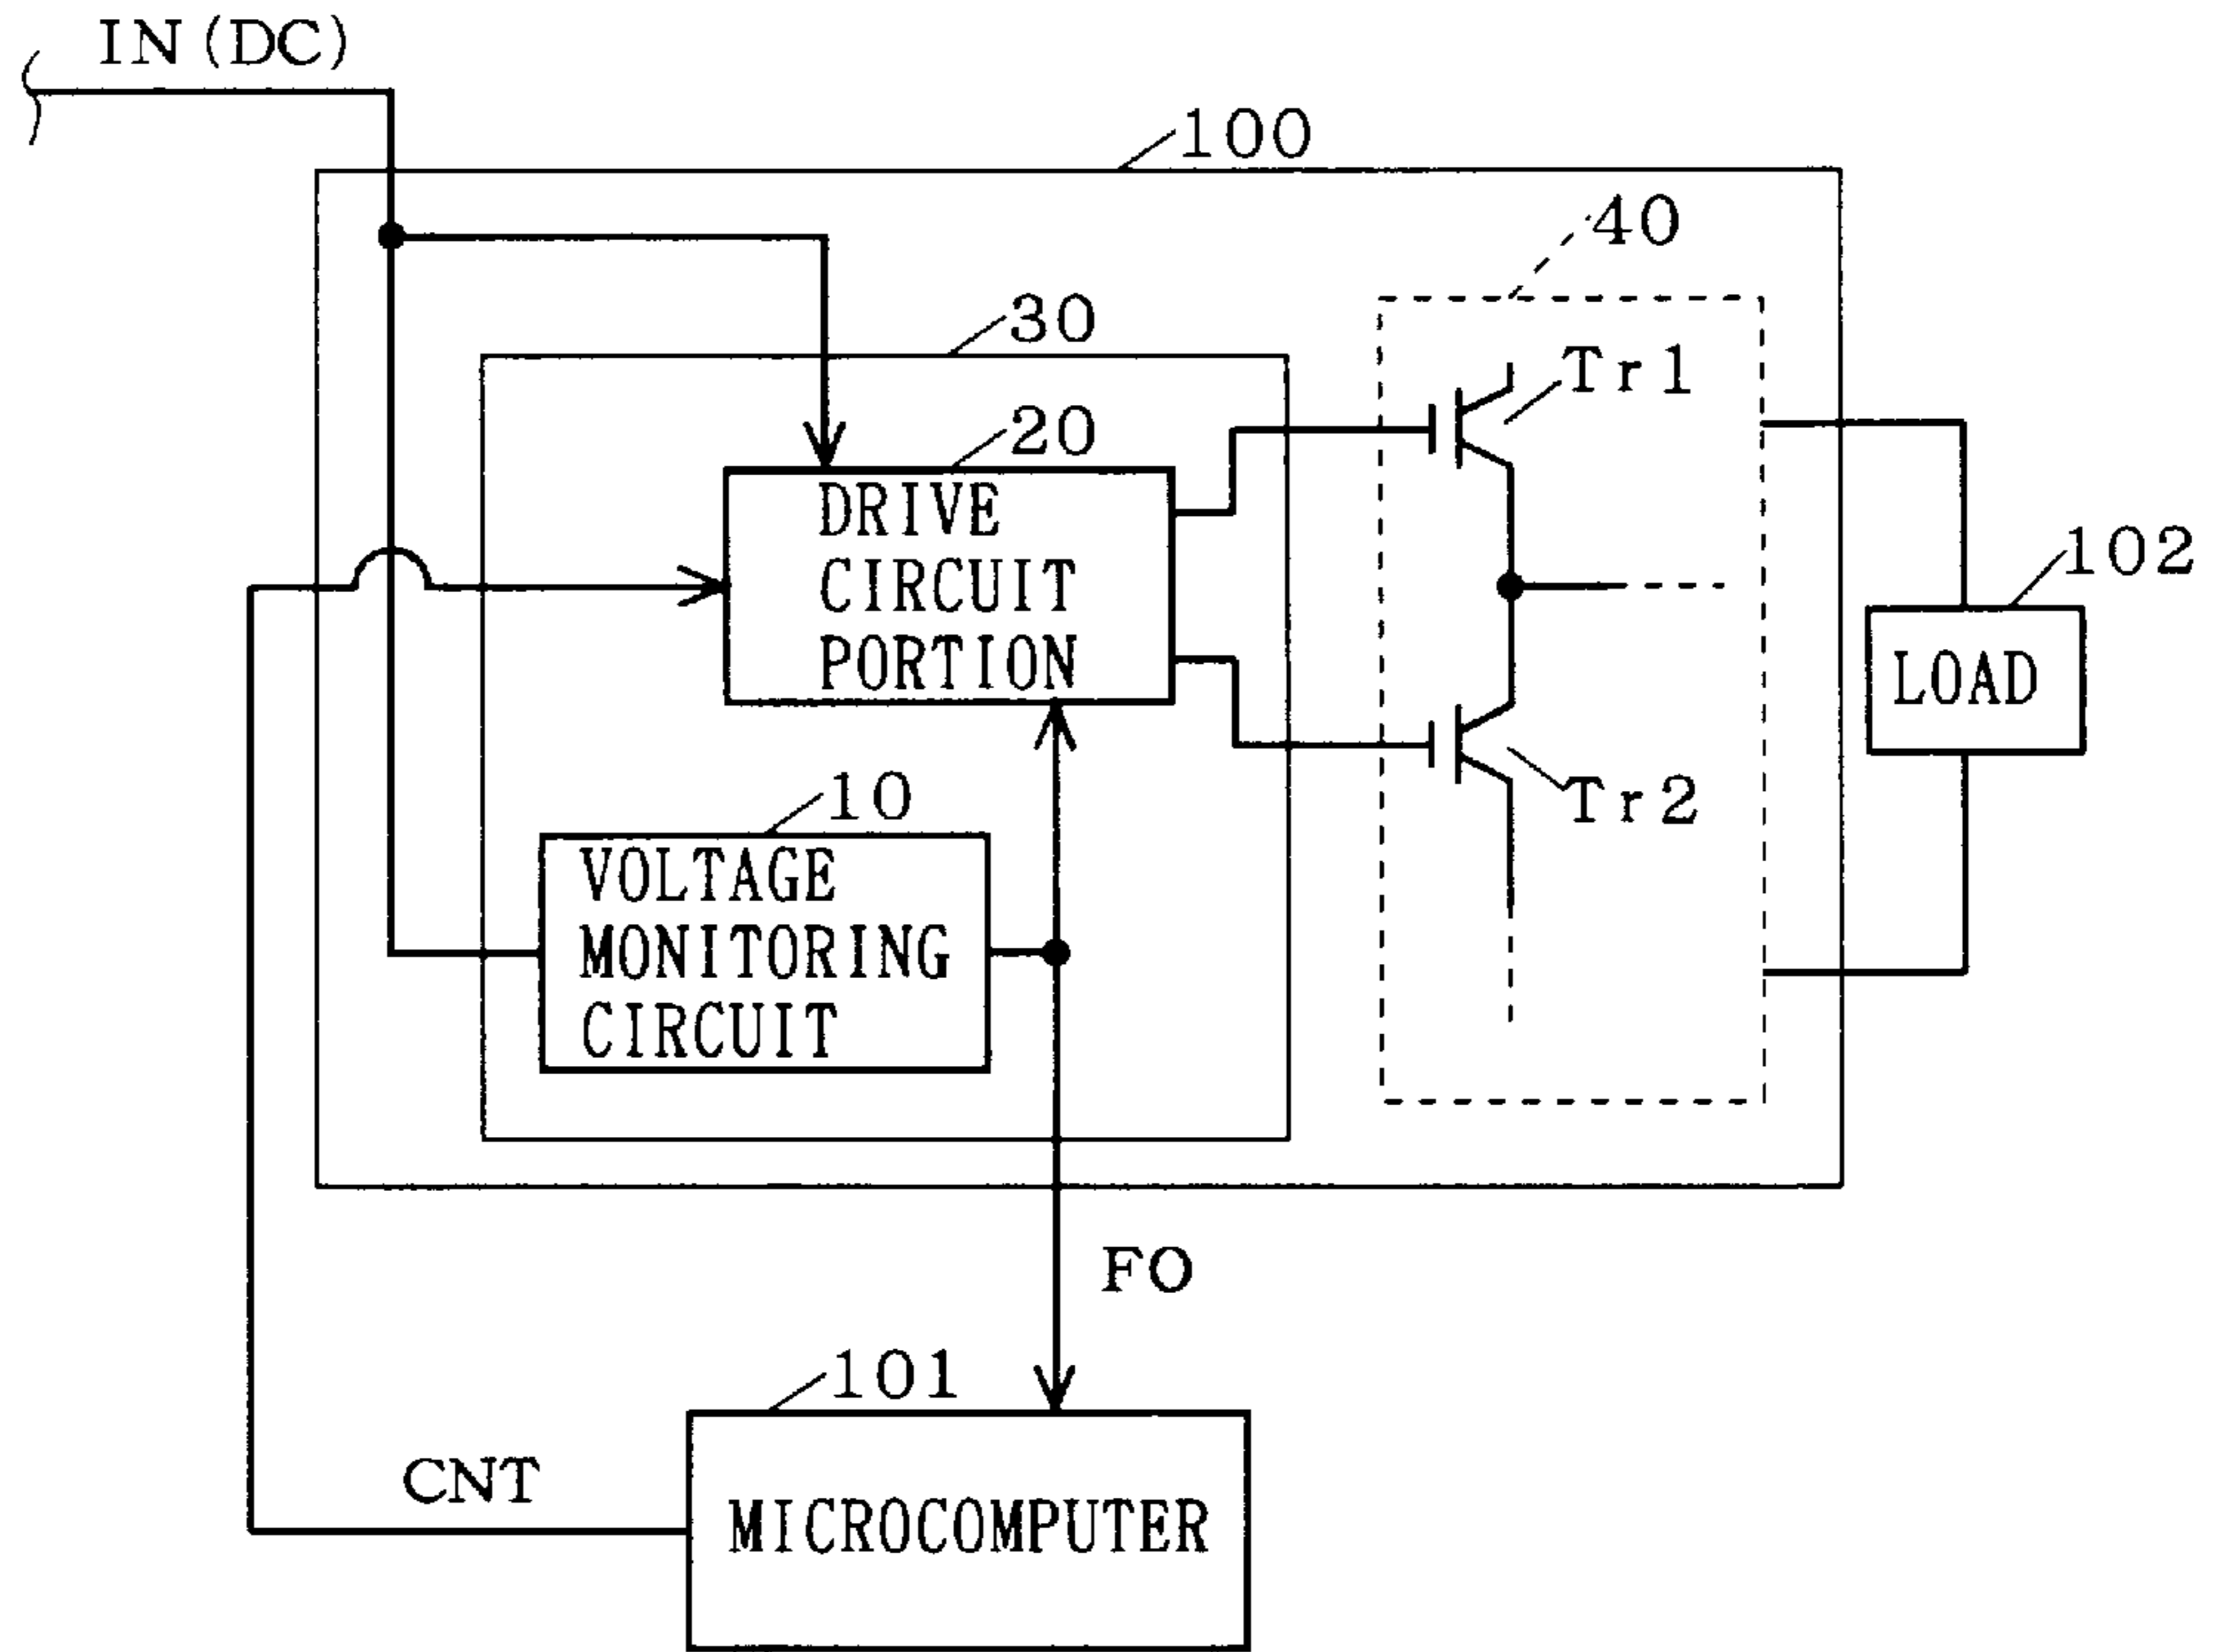 IN (DC)
100
40
30
Tr1
20
DRIVE
CIRCUIT
PORTION
102
LOAD
Tr2
10
VOLTAGE
MONITORING
CIRCUIT
FO
101
CNT
MICROCOMPUTER